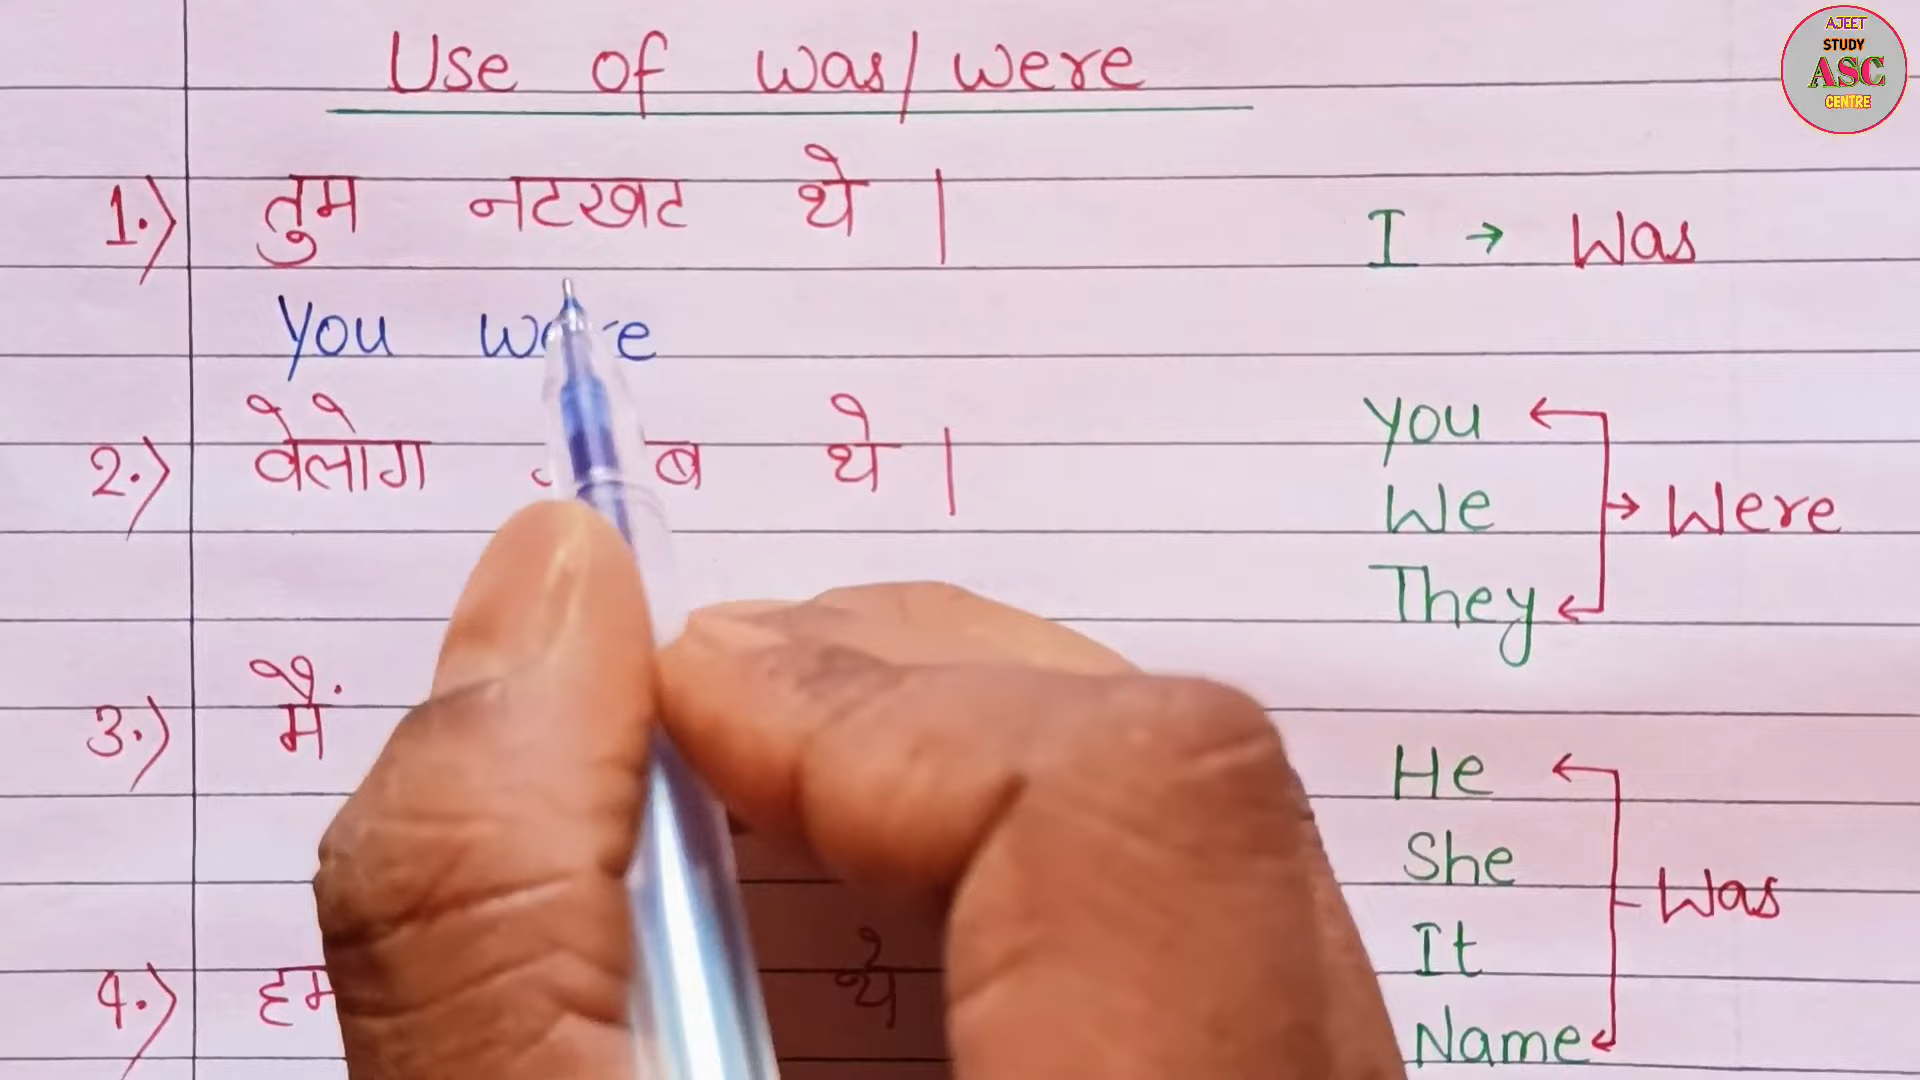 Use of was/were
1.) तुम नटखट थे |
You were
2.) वेलोग ब थे |
3.) मैं
4.) हम थे
I → Was
You
We → Were
They
He
She
It Was
Name
AJEET
STUDY
ASC
CENTRE